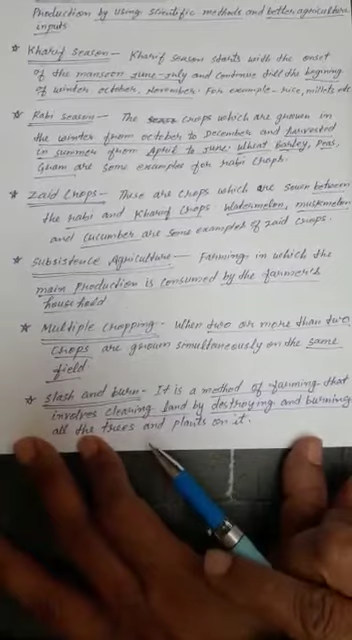 Production by using scientific methods and better agriculture
inputs
* Kharif season - Kharif seasons starts with the onset
of the monsoon june-july and continue till the begining
of winter october, November. For example - rice, millets etc
* Rabi season - The crops which are grown in
the winter from october to December and harvested
in summer from April to june. Wheat Barley, Peas,
Gram are some examples for rabi crops.
* Zaid Crops - These are crops which are sown between
the rabi and Kharif crops. Watermelon, muskmelon
and cucumber are some examples of zaid crops.
* Subsistence Agriculture - Farming in which the
main production is consumed by the farmer's
household
* Multiple Cropping - When two or more than two
Crops are grown simultaneously on the same
field.
* Slash and burn - It is a method of farming that
involves clearing land by destroying and burning
all the trees and plants on it.